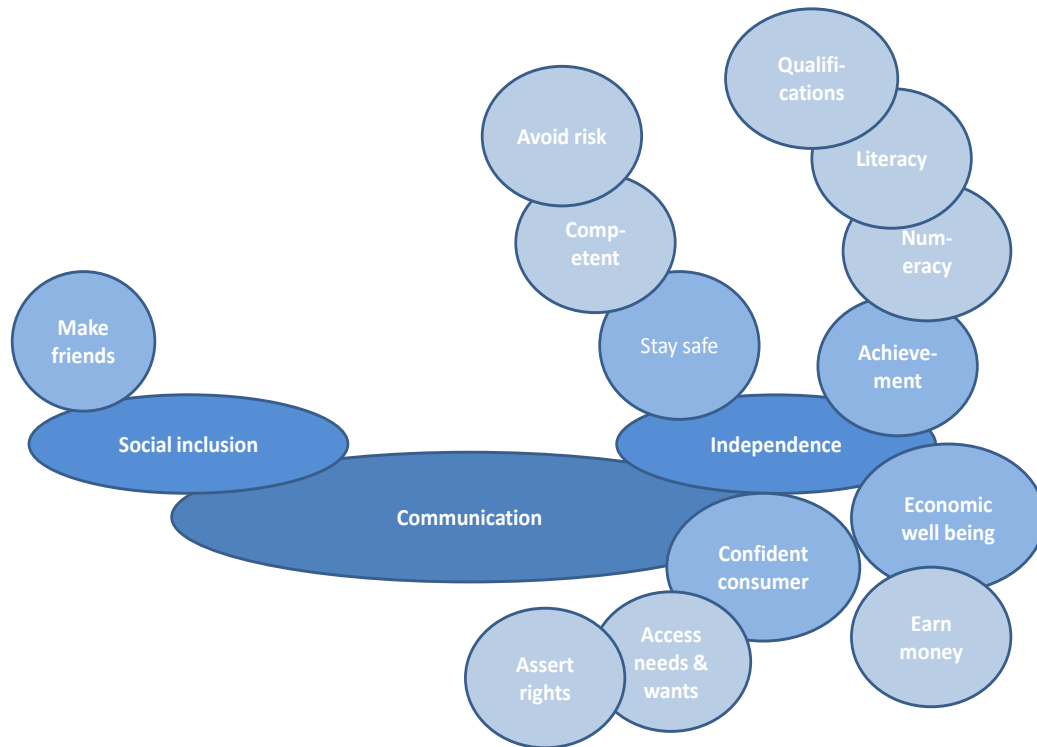 Qualifi-
cations
Avoid risk
Literacy
Comp-
etent
Num-
eracy
Make
friends
Stay safe
Achieve-
ment
Social inclusion
Independence
Communication
Economic
well being
Confident
consumer
Access
needs &
wants
Assert
rights
Earn
money